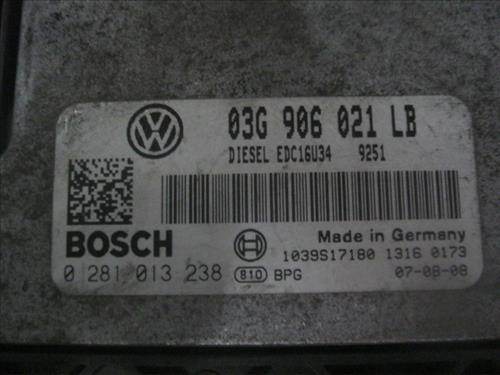 03G 906 021 LB
DIESEL EDC16U34 9251
BOSCH
Made in Germany
1039S17180 1316 0173
0 281 013 238 810 BPG 07-08-08